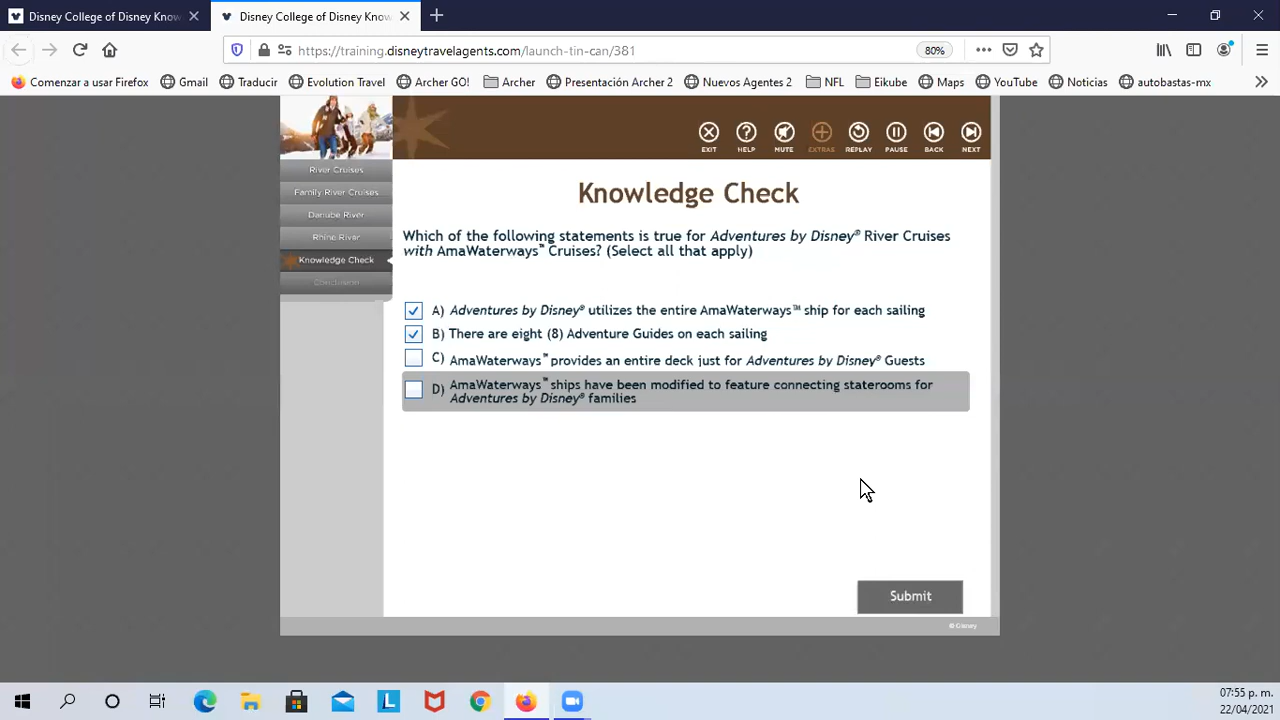 Disney College of Disney Know
Disney College of Disney Know
https://training.disneytravelagents.com/launch-tin-can/381
80%
Comenzar a usar Firefox
Gmail
Traducir
Evolution Travel
Archer GO!
Archer
Presentación Archer 2
Nuevos Agentes 2
NFL
Eikube
Maps
YouTube
Noticias
autobastas-mx
EXIT
HELP
MUTE
EXTRAS
REPLAY
PAUSE
BACK
NEXT
River Cruises
Family River Cruises
Danube River
Rhine River
Knowledge Check
Conclusion
Knowledge Check
Which of the following statements is true for Adventures by Disney® River Cruises
with AmaWaterways™ Cruises? (Select all that apply)
A) Adventures by Disney® utilizes the entire AmaWaterways™ ship for each sailing
B) There are eight (8) Adventure Guides on each sailing
C) AmaWaterways™ provides an entire deck just for Adventures by Disney® Guests
D) AmaWaterways™ ships have been modified to feature connecting staterooms for
Adventures by Disney® families
Submit
© Disney
07:55 p. m.
22/04/2021